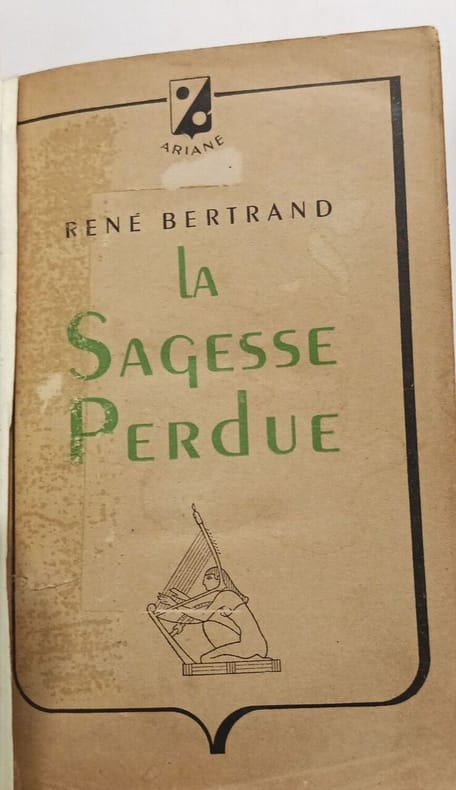 ARIANE
RENÉ BERTRAND
LA
SAGESSE
PERdUE